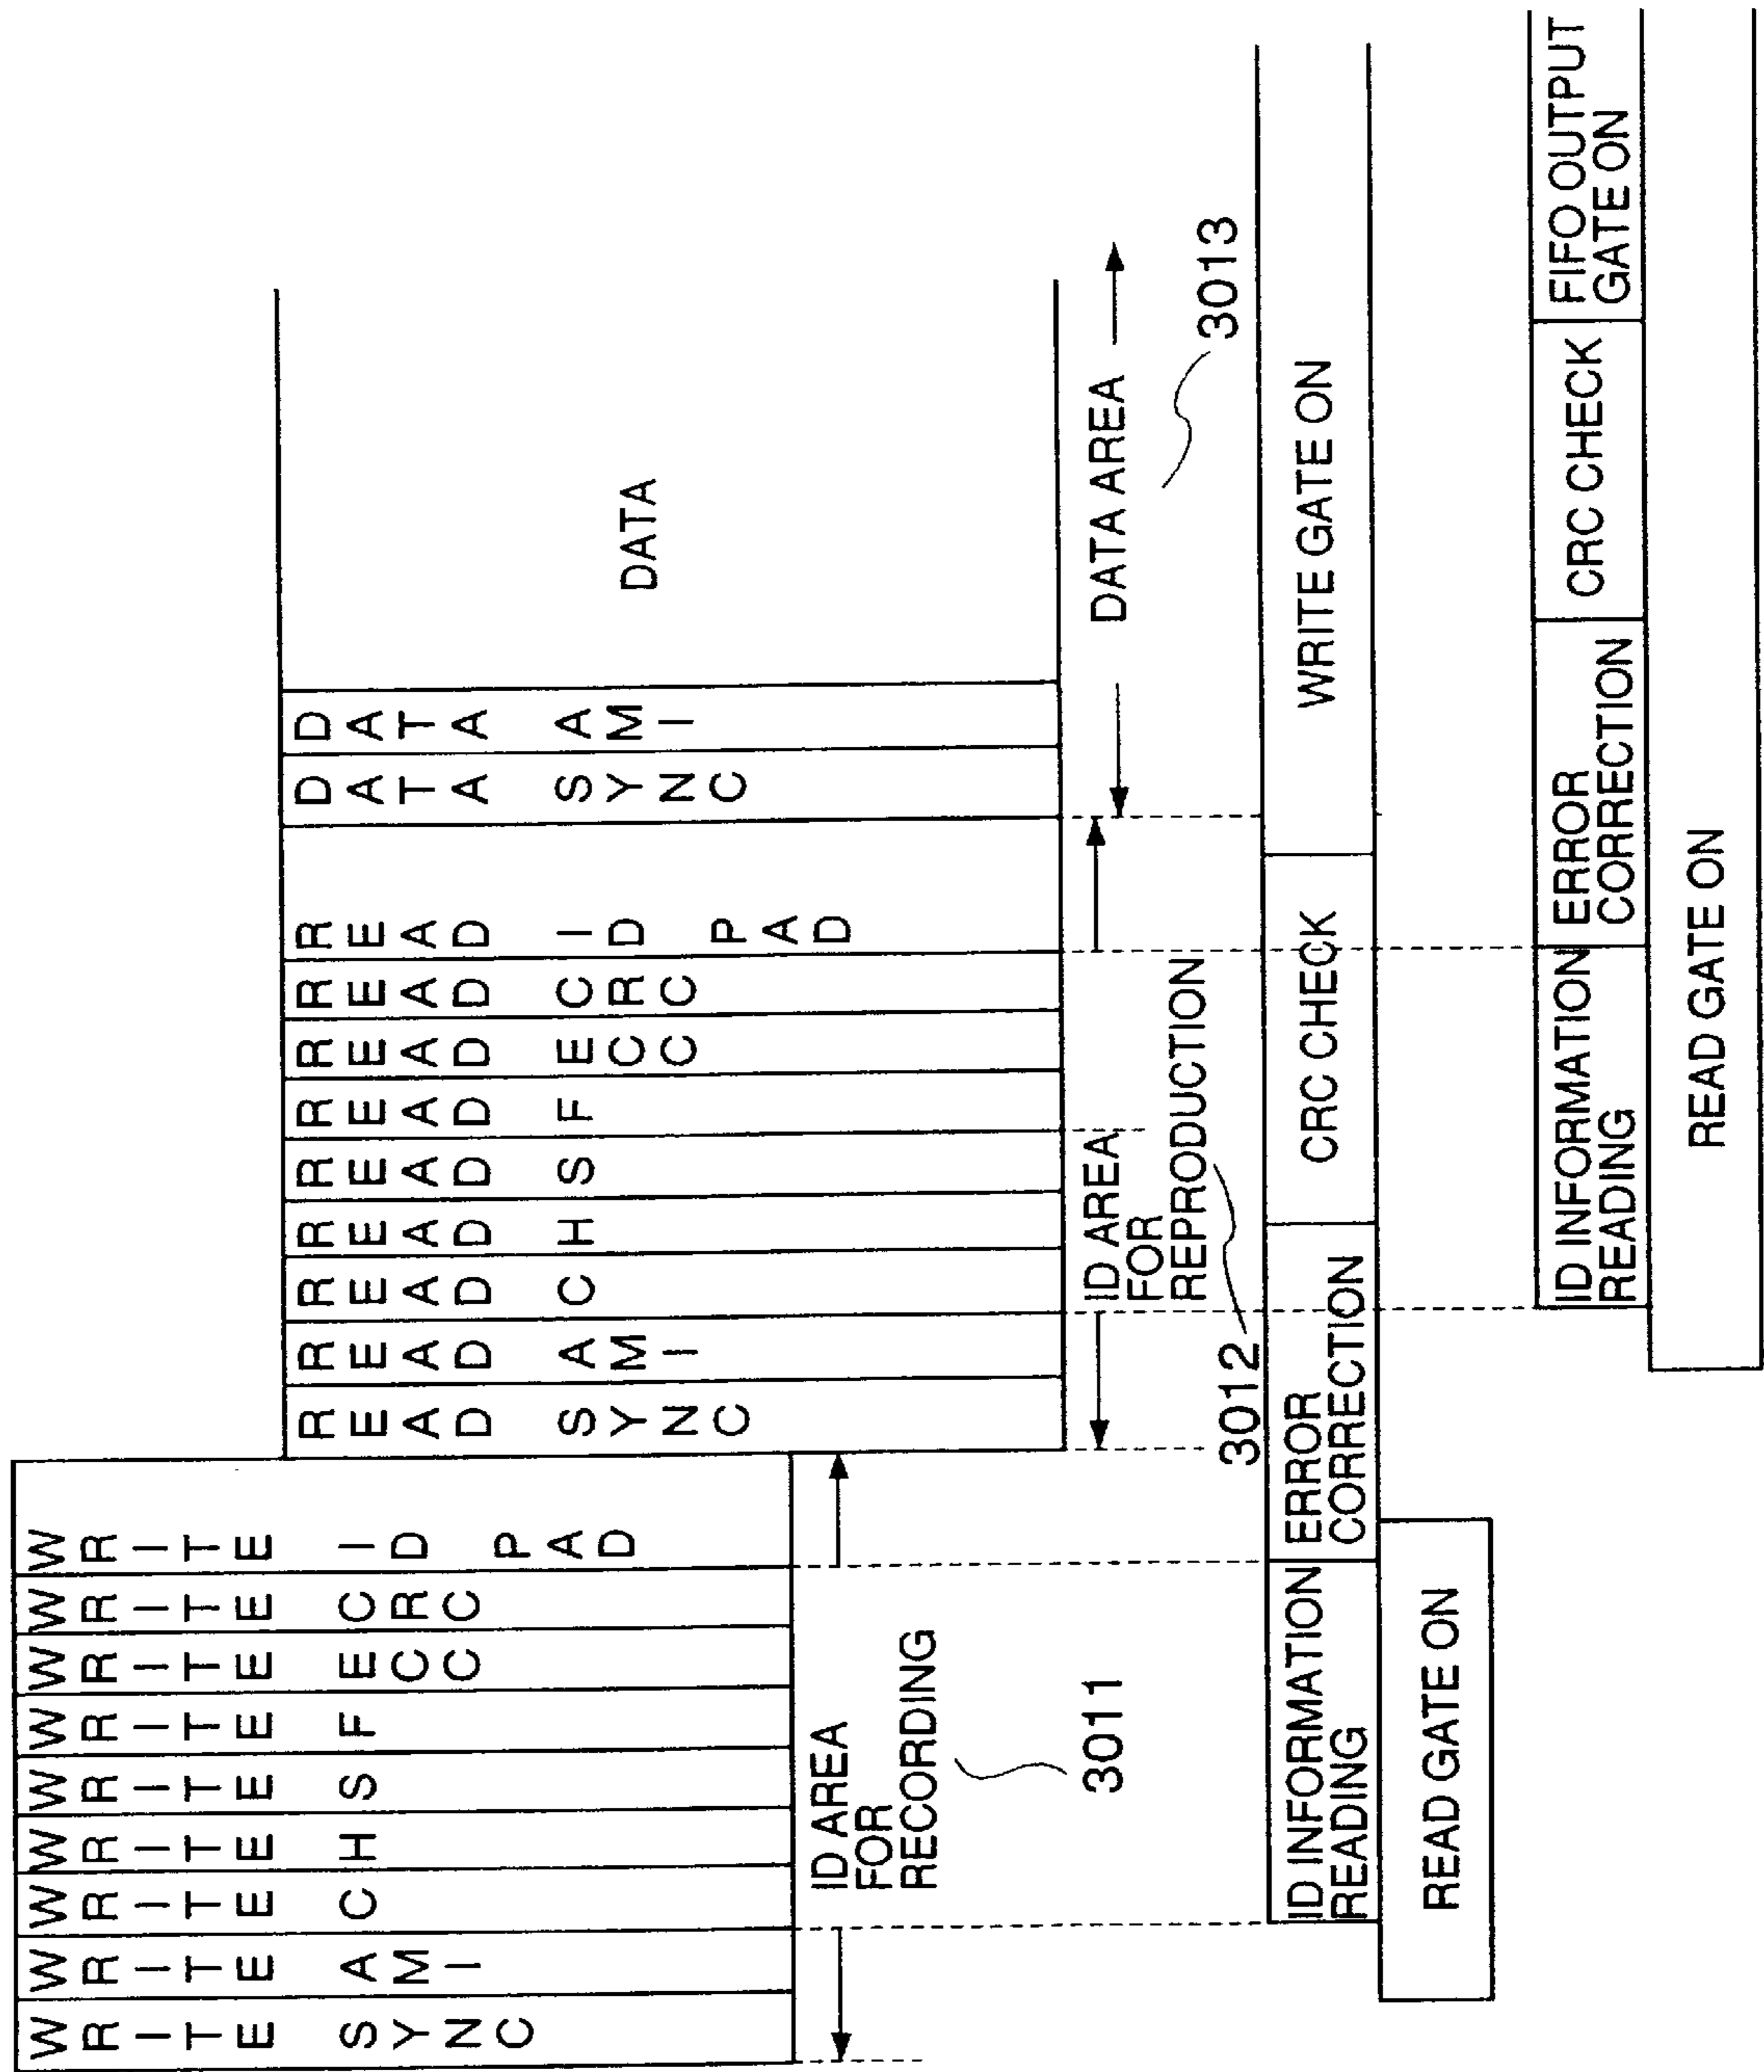 WRITE SYNC
WRITE AMI
WRITE C
WRITE H
WRITE S
WRITE F
WRITE ECC
WRITE CRC
WRITE ID PAD
READ SYNC
READ AMI
READ C
READ H
READ S
READ F
READ ECC
READ CRC
READ ID PAD
DATA SYNC
DATA AMI
DATA
ID AREA
FOR
RECORDING
3011
ID AREA
FOR
REPRODUCTION
3012
DATA AREA
3013
ID INFORMATION
READING
ERROR
CORRECTION
CRC CHECK
WRITE GATE ON
READ GATE ON
ID INFORMATION
READING
ERROR
CORRECTION
CRC CHECK
FIFO OUTPUT
GATE ON
READ GATE ON